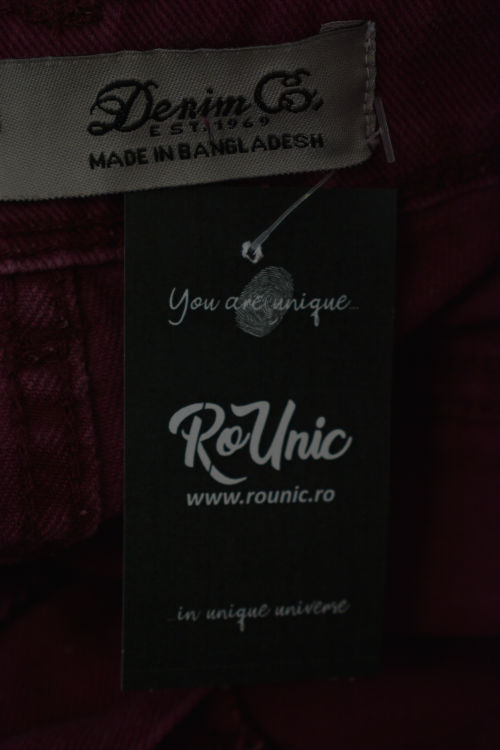 Denim Co.
EST. 1969
MADE IN BANGLADESH
You are unique...
RoUnic
www.rounic.ro
...in unique universe